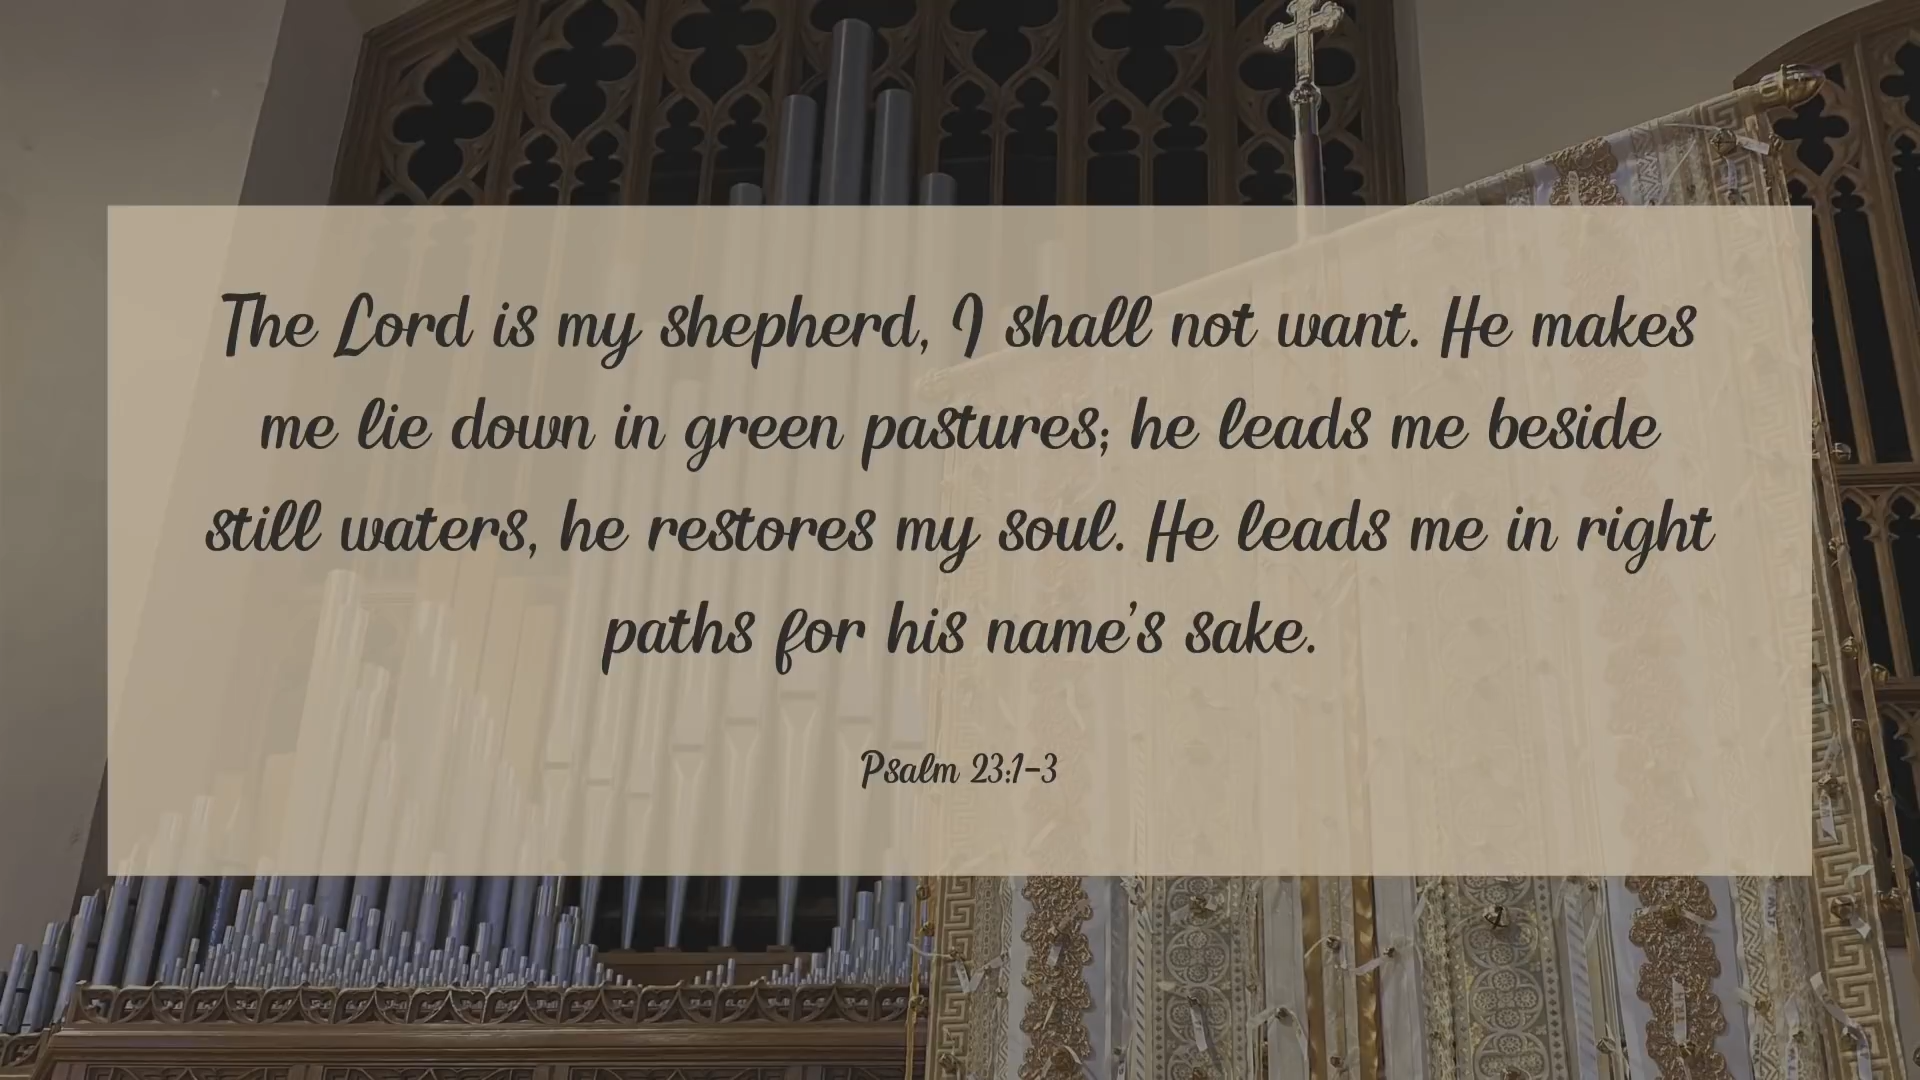 The Lord is my shepherd, I shall not want. He makes
me lie down in green pastures; he leads me beside
still waters, he restores my soul. He leads me in right
paths for his name's sake.
Psalm 23:1-3